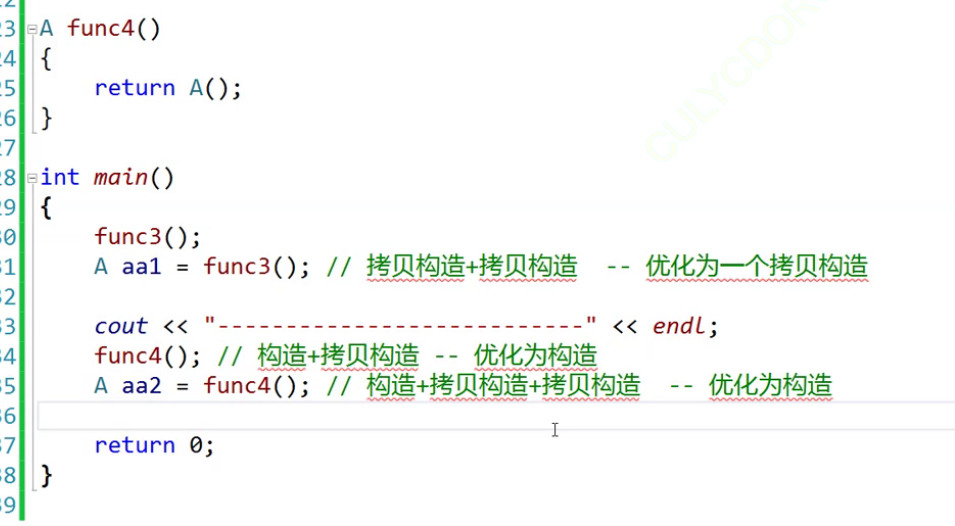 22
23 A func4()
24 {
25 return A();
26 }
27
28 int main()
29 {
30 func3();
31 A aa1 = func3(); // 拷贝构造+拷贝构造 -- 优化为一个拷贝构造
32
33 cout << "---------------------------" << endl;
34 func4(); // 构造+拷贝构造 -- 优化为构造
35 A aa2 = func4(); // 构造+拷贝构造+拷贝构造 -- 优化为构造
36
37 return 0;
38 }
39